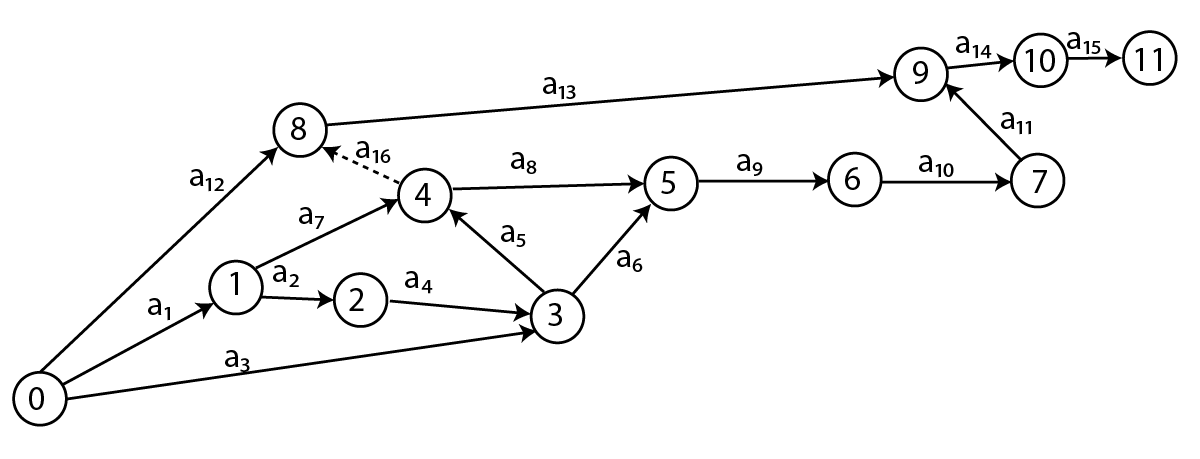 a₁₄
a₁₅
9
10
11
a₁₃
8
a₁₁
a₁₆
a₁₂
a₈
a₉
a₁₀
4
5
6
7
a₇
a₅
a₆
1
a₂
2
a₄
a₁
3
a₃
0